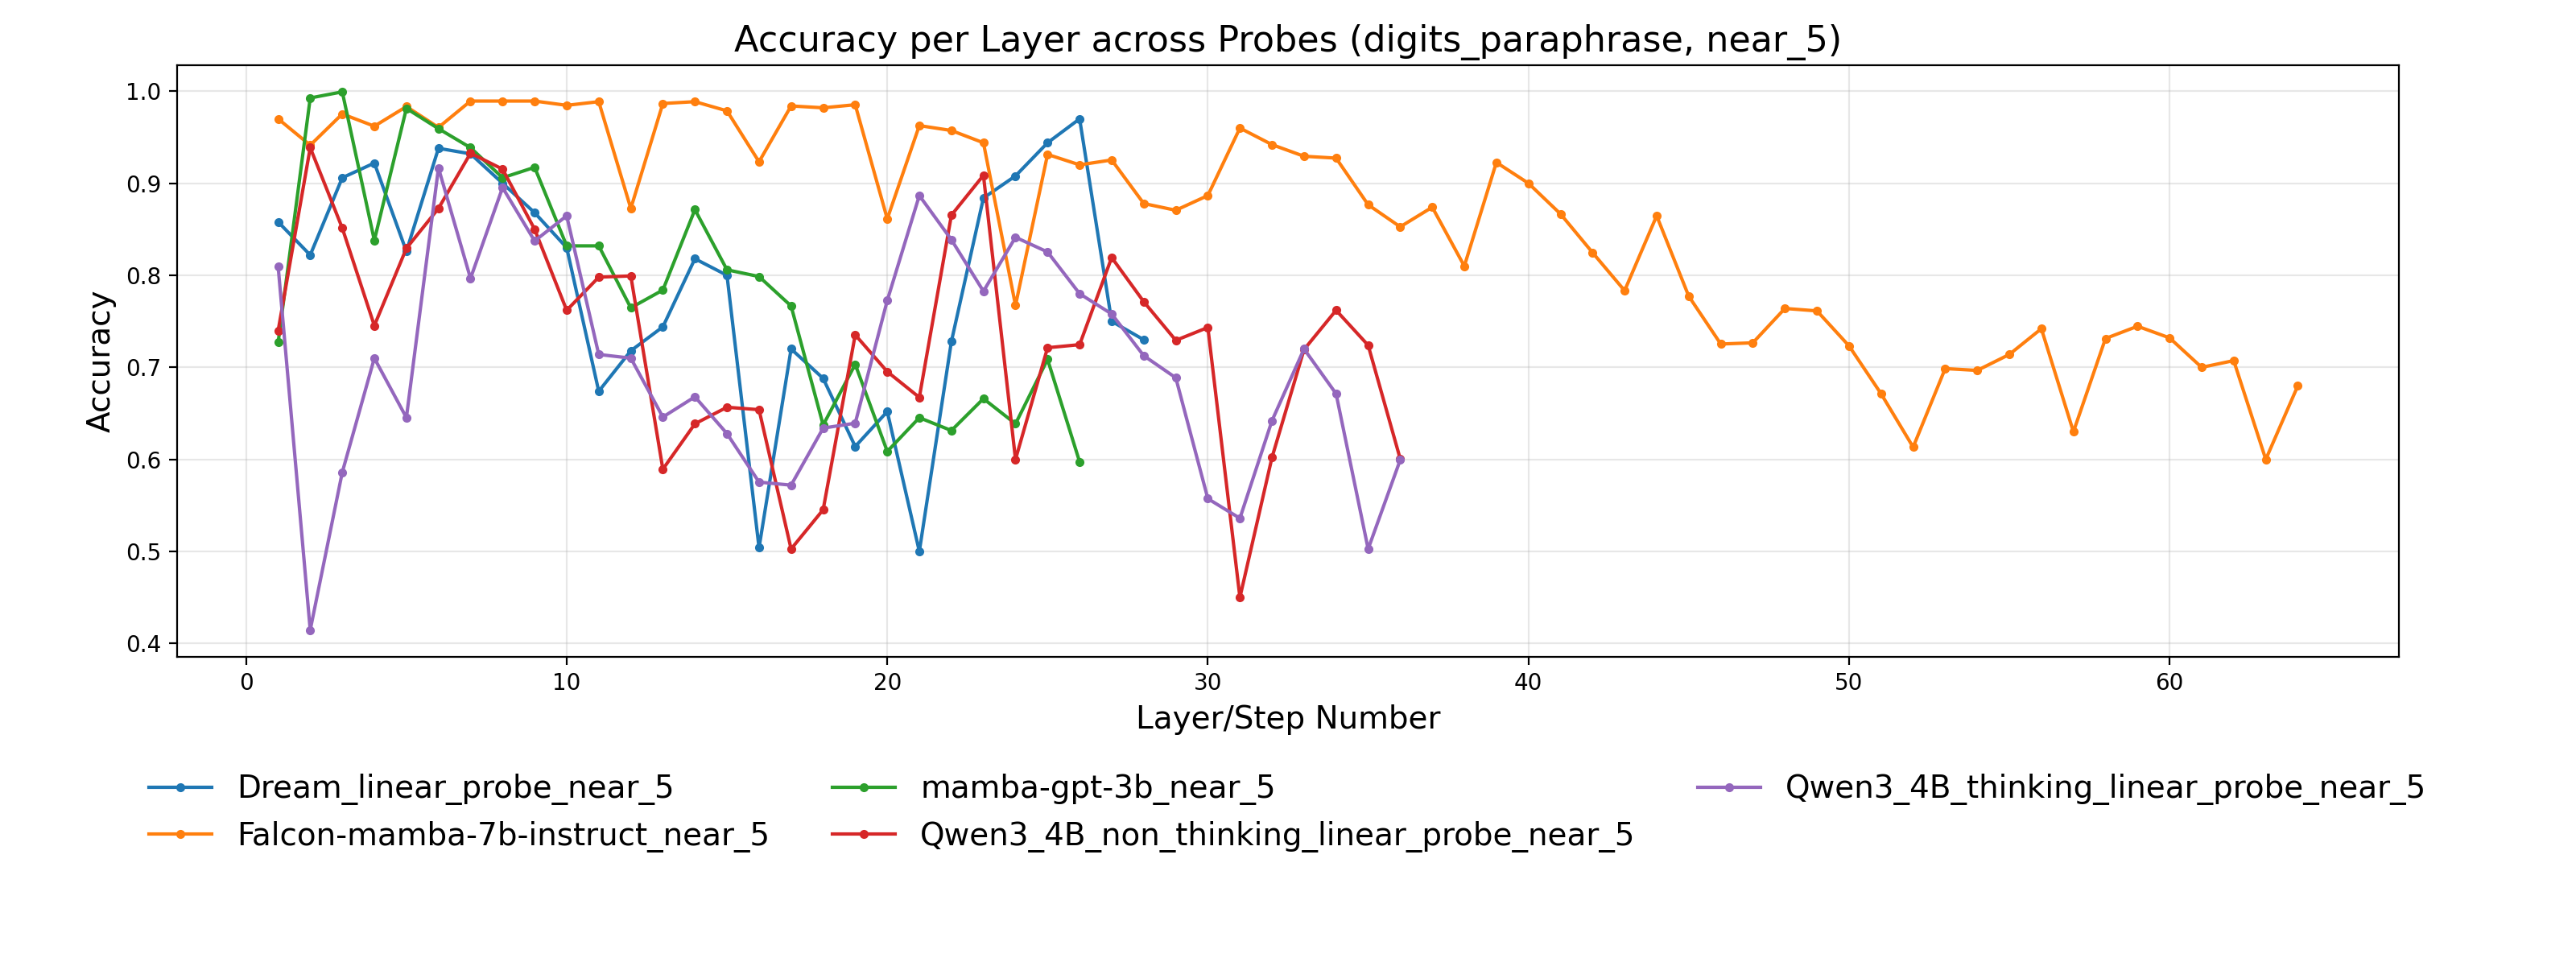 Accuracy per Layer across Probes (digits_paraphrase, near_5)
Accuracy
1.0
0.9
0.8
0.7
0.6
0.5
0.4
0 10 20 30 40 50 60
Layer/Step Number
Dream_linear_probe_near_5
Falcon-mamba-7b-instruct_near_5
mamba-gpt-3b_near_5
Qwen3_4B_non_thinking_linear_probe_near_5
Qwen3_4B_thinking_linear_probe_near_5